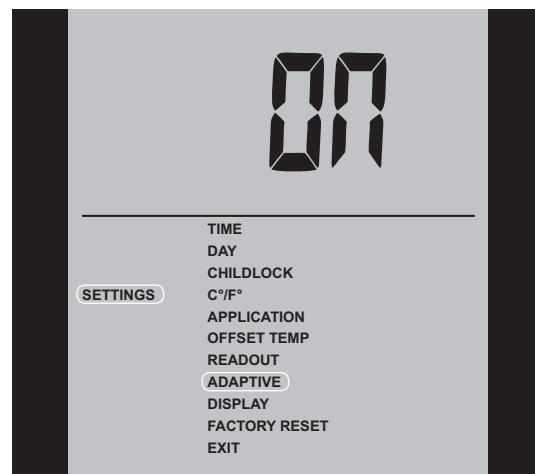 ON
TIME
DAY
CHILDLOCK
SETTINGS C°/F°
APPLICATION
OFFSET TEMP
READOUT
ADAPTIVE
DISPLAY
FACTORY RESET
EXIT